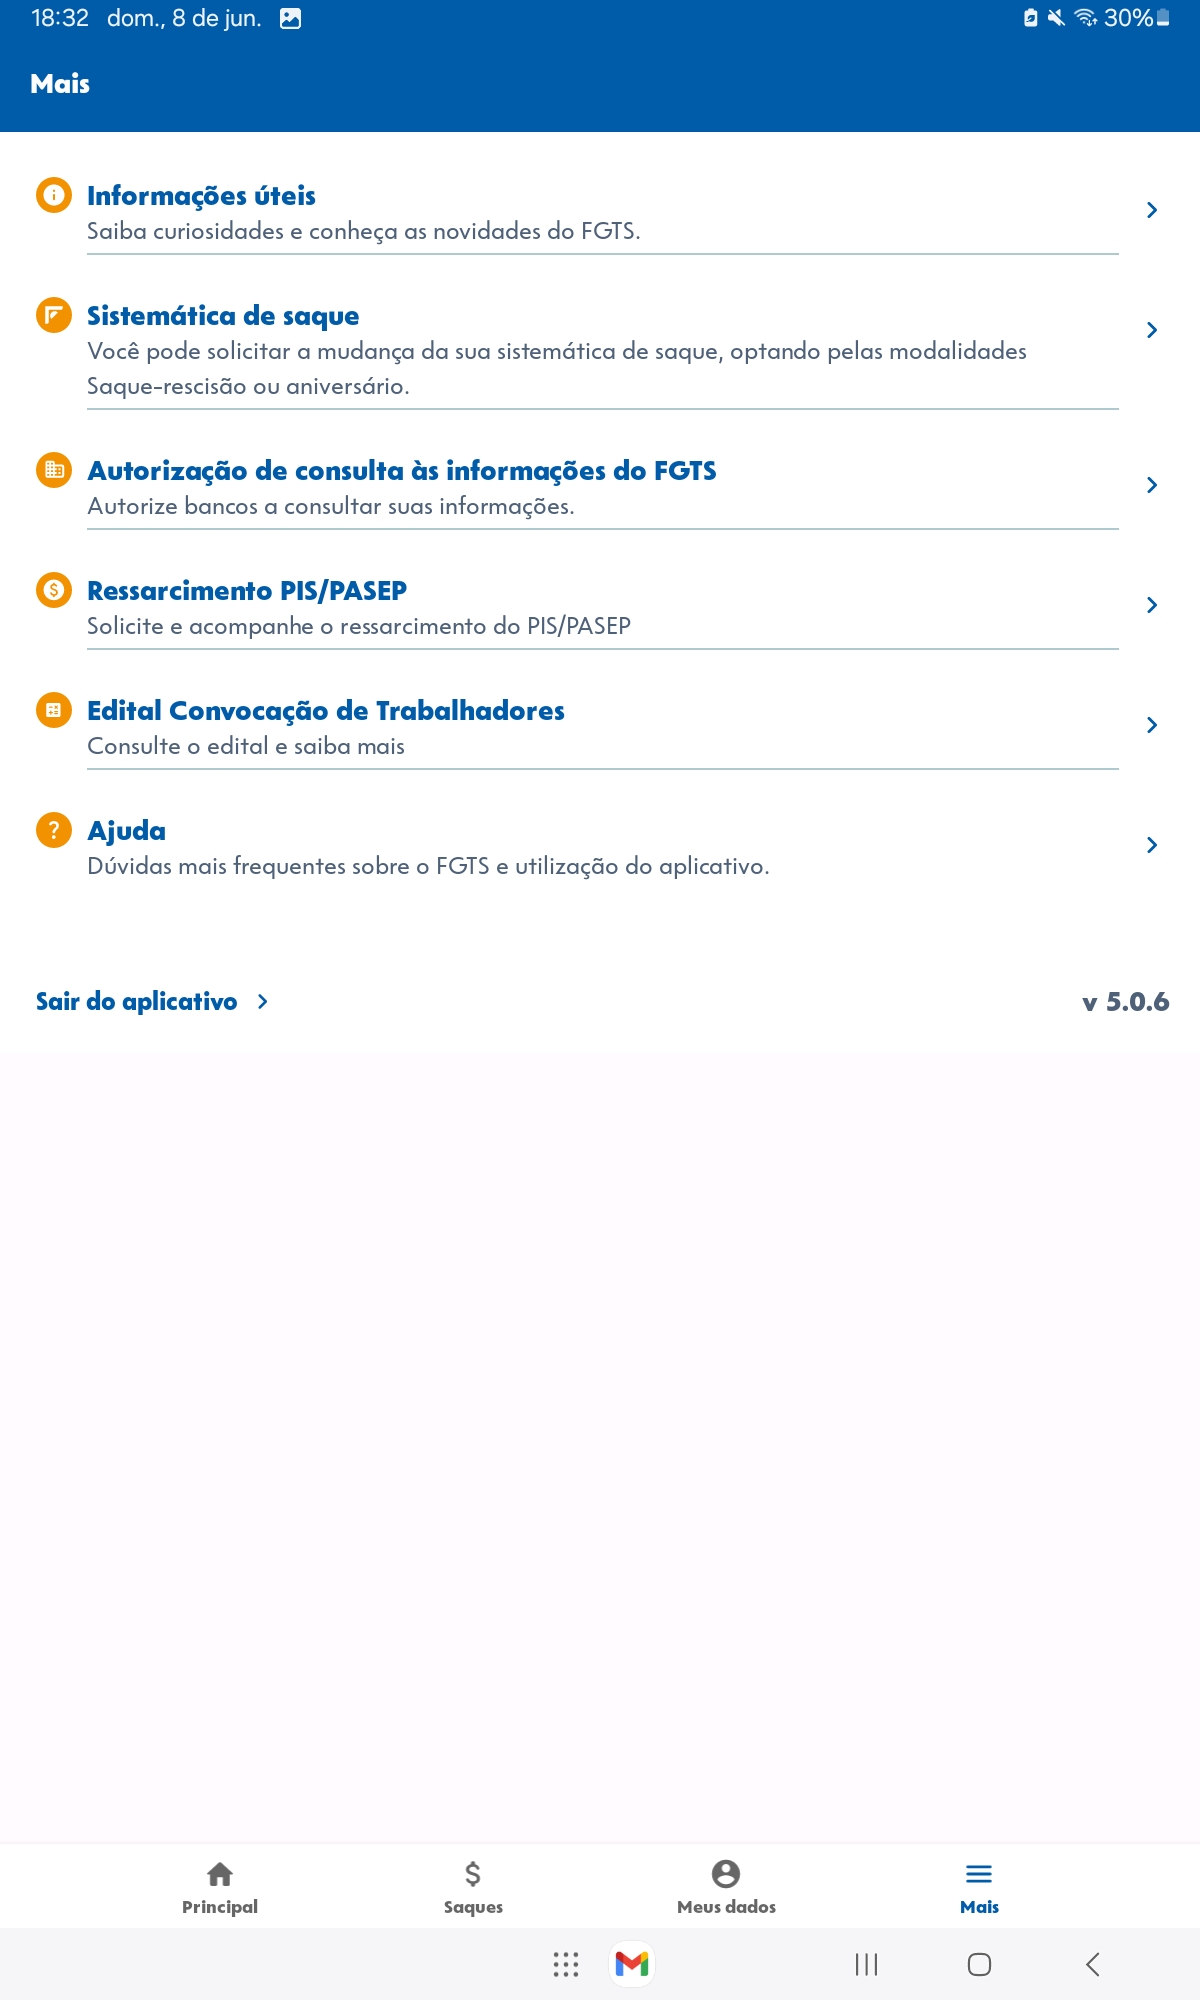 18:32 dom., 8 de jun. 30%
Mais
Informações úteis
Saiba curiosidades e conheça as novidades do FGTS.
Sistemática de saque
Você pode solicitar a mudança da sua sistemática de saque, optando pelas modalidades
Saque-rescisão ou aniversário.
Autorização de consulta às informações do FGTS
Autorize bancos a consultar suas informações.
Ressarcimento PIS/PASEP
Solicite e acompanhe o ressarcimento do PIS/PASEP
Edital Convocação de Trabalhadores
Consulte o edital e saiba mais
Ajuda
Dúvidas mais frequentes sobre o FGTS e utilização do aplicativo.
Sair do aplicativo v 5.0.6
Principal Saques Meus dados Mais